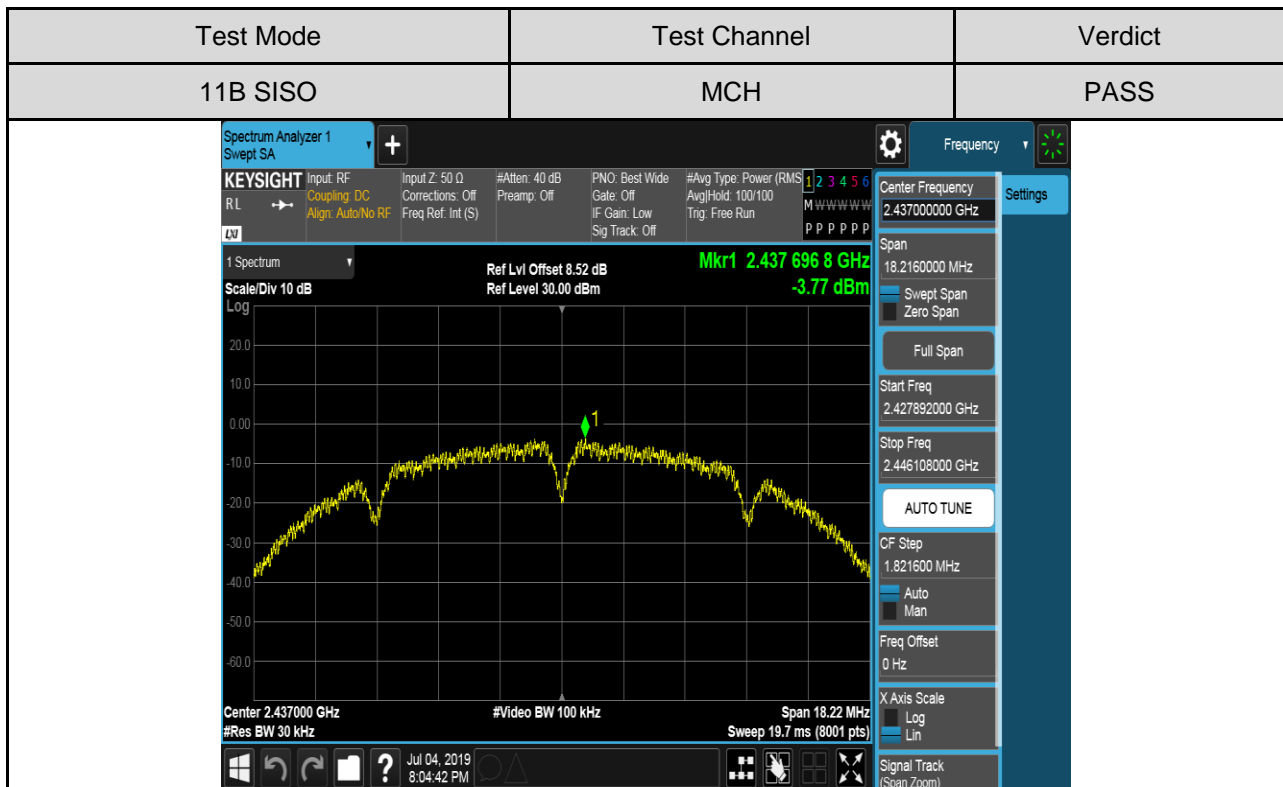 Test Mode Test Channel Verdict
11B SISO MCH PASS
Spectrum Analyzer 1
Swept SA
+
Frequency
KEYSIGHT
RL
LXI
Input: RF
Coupling: DC
Align: Auto/No RF
Input Z: 50 Ω
Corrections: Off
Freq Ref: Int (S)
#Atten: 40 dB
Preamp: Off
PNO: Best Wide
Gate: Off
IF Gain: Low
Sig Track: Off
#Avg Type: Power (RMS
Avg|Hold: 100/100
Trig: Free Run
1 2 3 4 5 6
M W W W W W
P P P P P P
1 Spectrum
Scale/Div 10 dB
Log
Ref Lvl Offset 8.52 dB
Ref Level 30.00 dBm
Mkr1 2.437 696 8 GHz
-3.77 dBm
20.0
10.0
0.00
1
-10.0
-20.0
-30.0
-40.0
-50.0
-60.0
Center 2.437000 GHz
#Res BW 30 kHz
#Video BW 100 kHz
Span 18.22 MHz
Sweep 19.7 ms (8001 pts)
?
Jul 04, 2019
8:04:42 PM
Center Frequency
2.437000000 GHz
Span
18.2160000 MHz
Swept Span
Zero Span
Full Span
Start Freq
2.427892000 GHz
Stop Freq
2.446108000 GHz
AUTO TUNE
CF Step
1.821600 MHz
Auto
Man
Freq Offset
0 Hz
X Axis Scale
Log
Lin
Signal Track
(Span Zoom)
Settings